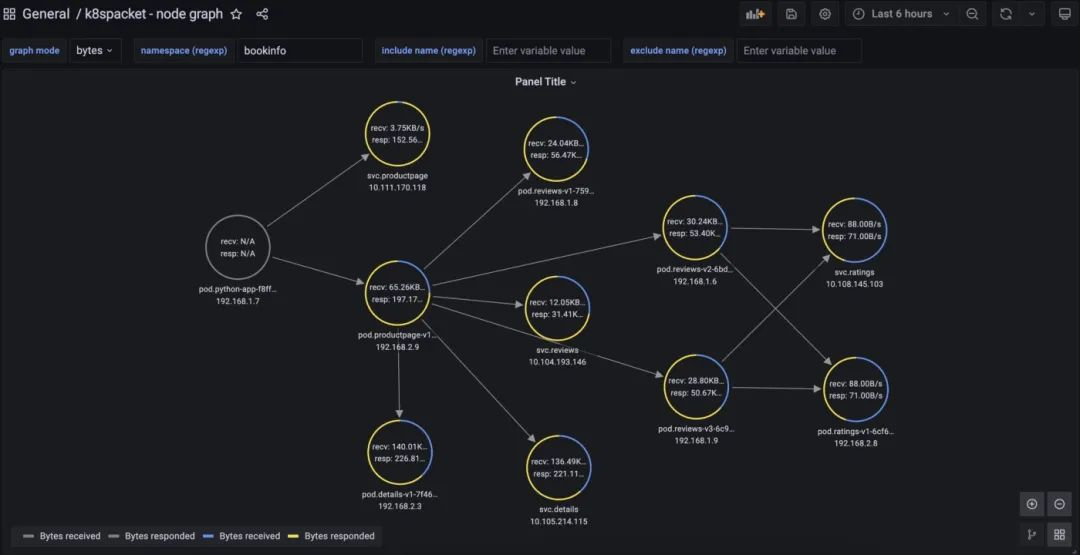 General / k8spacket - node graph
Last 6 hours
graph mode bytes namespace (regexp) bookinfo include name (regexp) Enter variable value exclude name (regexp) Enter variable value
Panel Title
recv: 3.75KB/s
resp: 152.56...
svc.productpage
10.111.170.118
recv: 24.04KB...
resp: 56.47K...
pod.reviews-v1-759...
192.168.1.8
recv: N/A
resp: N/A
pod.python-app-f8ff...
192.168.1.7
recv: 30.24KB...
resp: 53.40K...
pod.reviews-v2-6bd...
192.168.1.6
recv: 88.00B/s
resp: 71.00B/s
svc.ratings
10.108.145.103
recv: 65.26KB...
resp: 197.17...
pod.productpage-v1...
192.168.2.9
recv: 12.05KB...
resp: 31.41K...
svc.reviews
10.104.193.146
recv: 28.80KB...
resp: 50.67K...
pod.reviews-v3-6c9...
192.168.1.9
recv: 88.00B/s
resp: 71.00B/s
pod.ratings-v1-6cf6...
192.168.2.8
recv: 140.01K...
resp: 226.81...
pod.details-v1-7f46...
192.168.2.3
recv: 136.49K...
resp: 221.11...
svc.details
10.105.214.115
Bytes received Bytes responded Bytes received Bytes responded